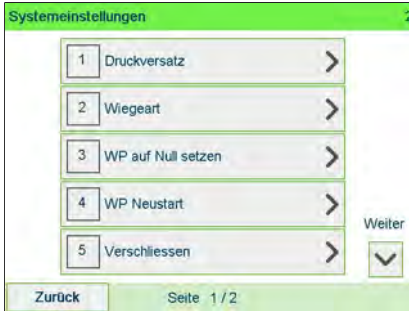 Systemeinstellungen
1 Druckversatz
2 Wiegeart
3 WP auf Null setzen
4 WP Neustart
Weiter
5 Verschliessen
Zurück Seite 1/2